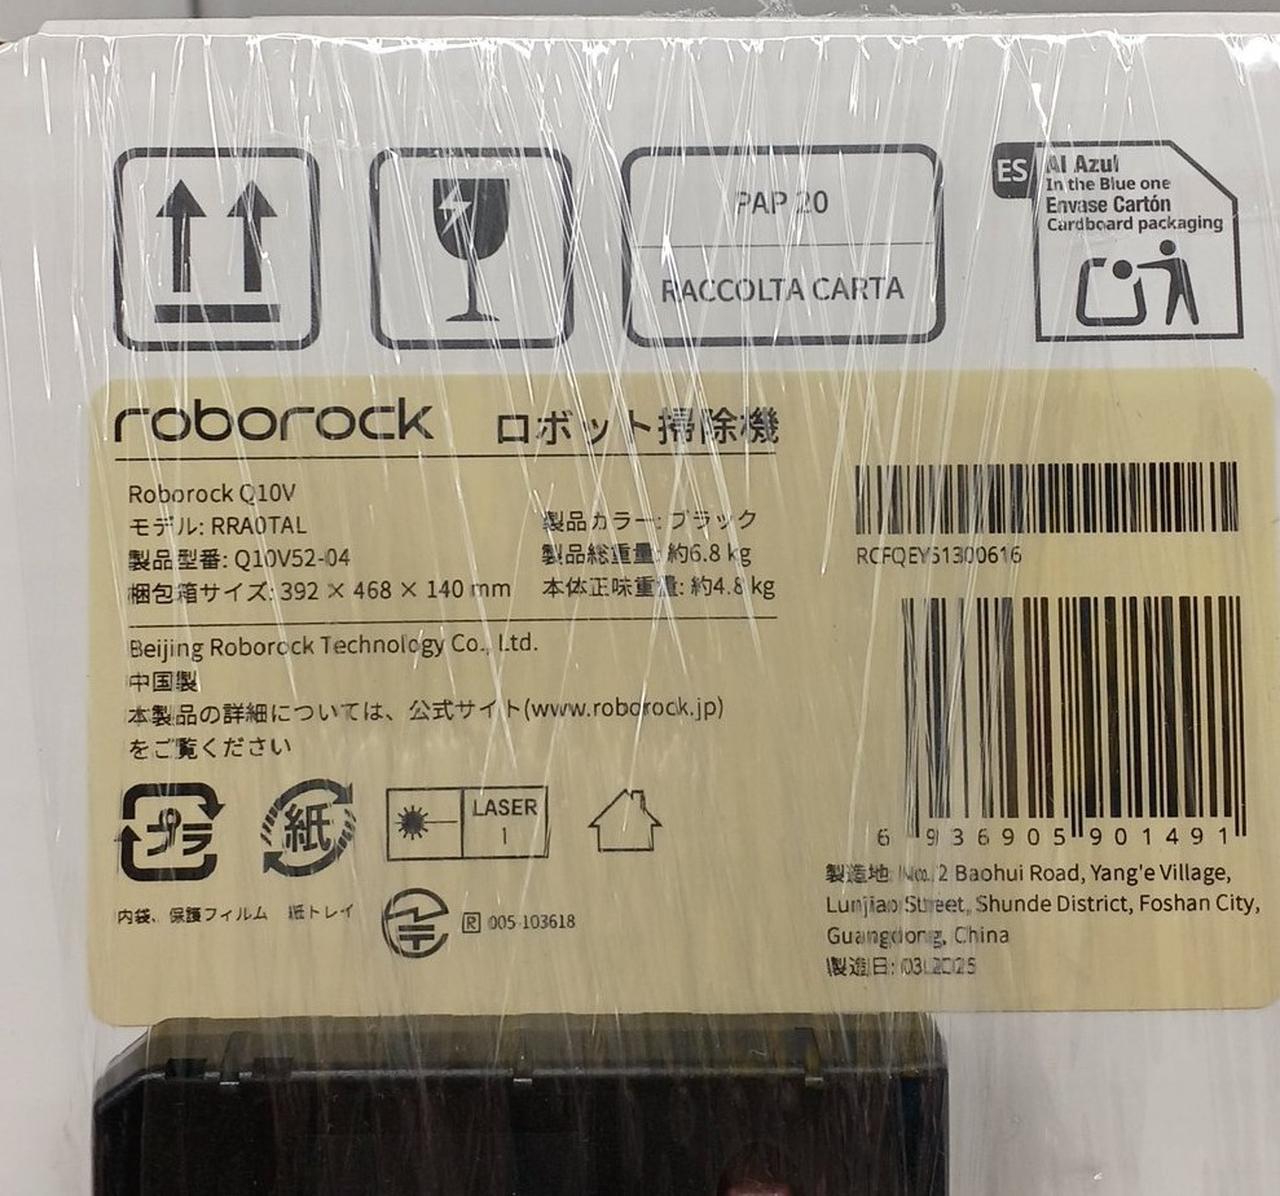 PAP 20
RACCOLTA CARTA
ES
Al Azul
In the Blue one
Envase Cartón
Cardboard packaging
roborock ロボット掃除機
Roborock Q10V
モデル: RRA0TAL
製品型番: Q10V52-04
梱包箱サイズ: 392 × 468 × 140 mm
製品カラー: ブラック
製品総重量: 約6.8 kg
本体正味重量: 約4.8 kg
Beijing Roborock Technology Co., Ltd.
中国製
本製品の詳細については、公式サイト(www.roborock.jp)
をご覧ください
プラ
紙
LASER
1
内袋、保護フィルム 紙トレイ
R 005-103618
RCFQEY51300616
6 936905 901491
製造地: No. 2 Baohui Road, Yang'e Village,
Lunjiao Street, Shunde District, Foshan City,
Guangdong, China
製造日: 03.2025